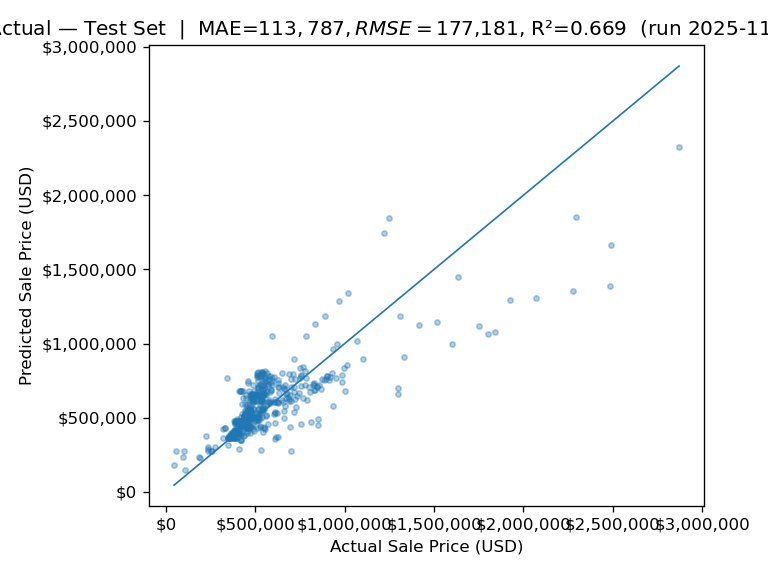 ctual — Test Set | MAE=113,787,RMSE=177,181, R²=0.669 (run 2025-11
$3,000,000
$2,500,000
$2,000,000
$1,500,000
$1,000,000
$500,000
$0
Predicted Sale Price (USD)
$0 $500,000 $1,000,000 $1,500,000 $2,000,000 $2,500,000 $3,000,000
Actual Sale Price (USD)